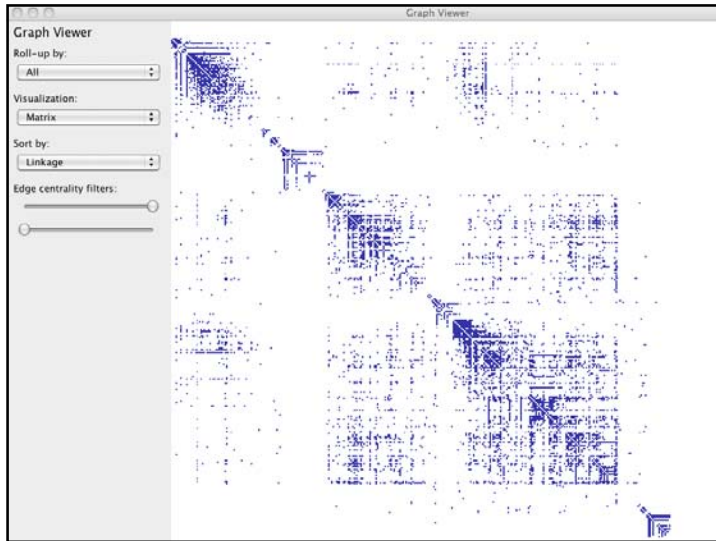 Graph Viewer
Graph Viewer
Roll-up by:
All
Visualization:
Matrix
Sort by:
Linkage
Edge centrality filters: